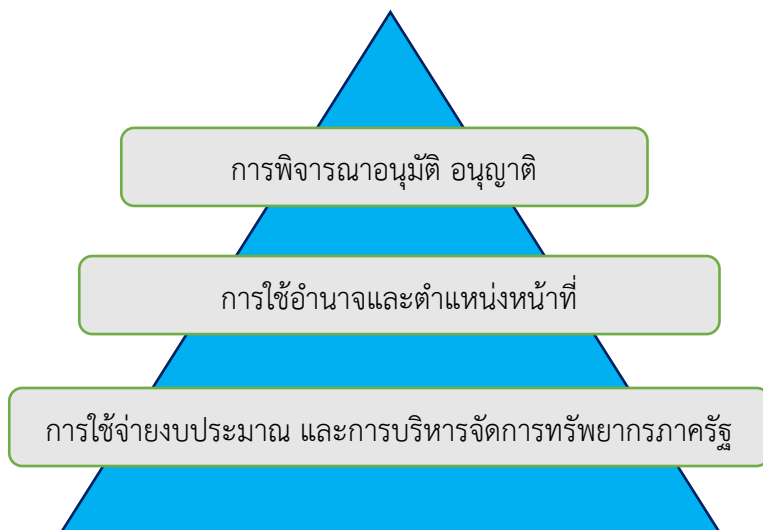 การพิจารณาอนุมัติ อนุญาติ
การใช้อำนาจและตำแหน่งหน้าที่
การใช้จ่ายงบประมาณ และการบริหารจัดการทรัพยากรภาครัฐ